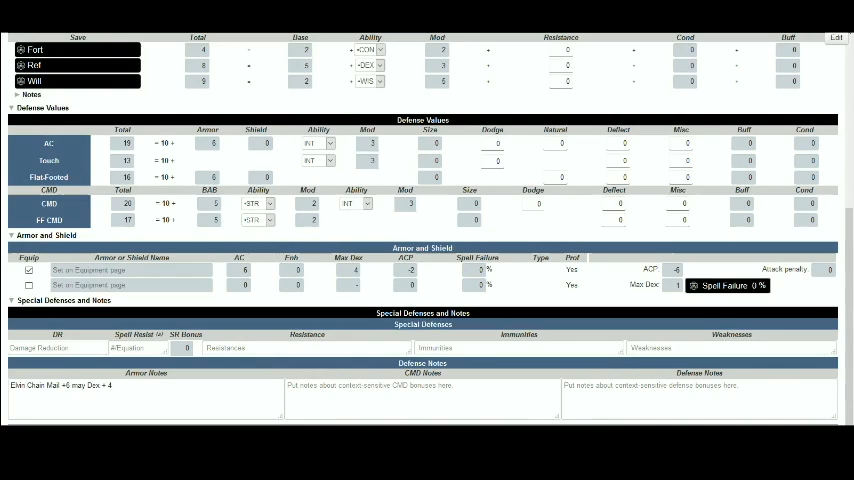 Save Total Base Ability Mod Resistance Cond Buff Edit
Fort 4 = 2 + •CON 2 + 0 + 0 + 0
Ref 8 = 5 + •DEX 3 + 0 + 0 + 0
Will 9 = 2 + •WIS + 0 + 0 + 0
Notes
Defense Values
Defense Values
Total Armor Shield Ability Mod Size Dodge Natural Deflect Misc Buff Cond
AC 19 = 10 + 6 0 INT 3 0 0 0 0 0 0 0
Touch 13 = 10 + INT 3 0 0 0 0 0 0
Flat-Footed 16 = 10 + 6 0 0 0 0 0 0 0
CMD Total BAB Ability Mod Ability Mod Size Dodge Deflect Misc Buff Cond
CMD 20 = 10 + 5 •STR 2 INT 3 0 0 0 0 0 0
FF CMD 17 = 10 + 5 •STR 2 0 0 0 0 0
Armor and Shield
Armor and Shield
Equip Armor or Shield Name AC Enh Max Dex ACP Spell Failure Type Prof
Set on Equipment page 6 0 4 -2 0 % Yes ACP: -6 Attack penalty: 0
Set on Equipment page 0 0 - 0 0 % Yes Max Dex: 1 Spell Failure 0 %
Special Defenses and Notes
Special Defenses and Notes
Special Defenses
DR Spell Resist SR Bonus Resistance Immunities Weaknesses
Damage Reduction #/Equation 0 Resistances Immunities Weaknesses
Defense Notes
Armor Notes CMD Notes Defense Notes
Elvin Chain Mail +6 may Dex + 4 Put notes about context-sensitive CMD bonuses here. Put notes about context-sensitive defense bonuses here.